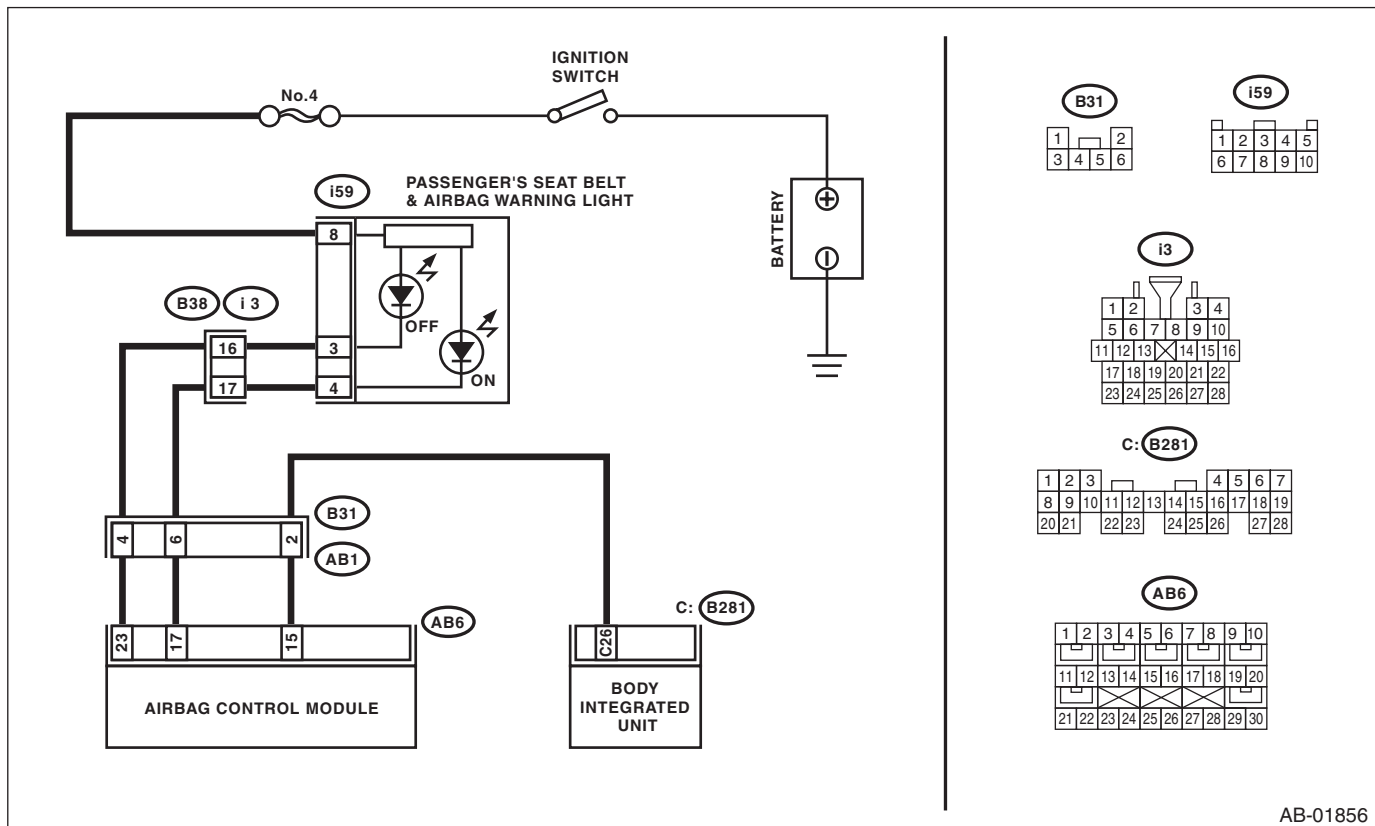 IGNITION
SWITCH
No.4
i59
PASSENGER'S SEAT BELT
& AIRBAG WARNING LIGHT
8
BATTERY
B38
i 3
OFF
16
3
17
4
ON
B31
4
6
2
AB1
C: B281
AB6
23
17
15
C26
AIRBAG CONTROL MODULE
BODY
INTEGRATED
UNIT
B31
1 2
3 4 5 6
i59
1 2 3 4 5
6 7 8 9 10
i3
1 2 3 4
5 6 7 8 9 10
11 12 13 14 15 16
17 18 19 20 21 22
23 24 25 26 27 28
C: B281
1 2 3 4 5 6 7
8 9 10 11 12 13 14 15 16 17 18 19
20 21 22 23 24 25 26 27 28
AB6
1 2 3 4 5 6 7 8 9 10
11 12 13 14 15 16 17 18 19 20
21 22 23 24 25 26 27 28 29 30
AB-01856